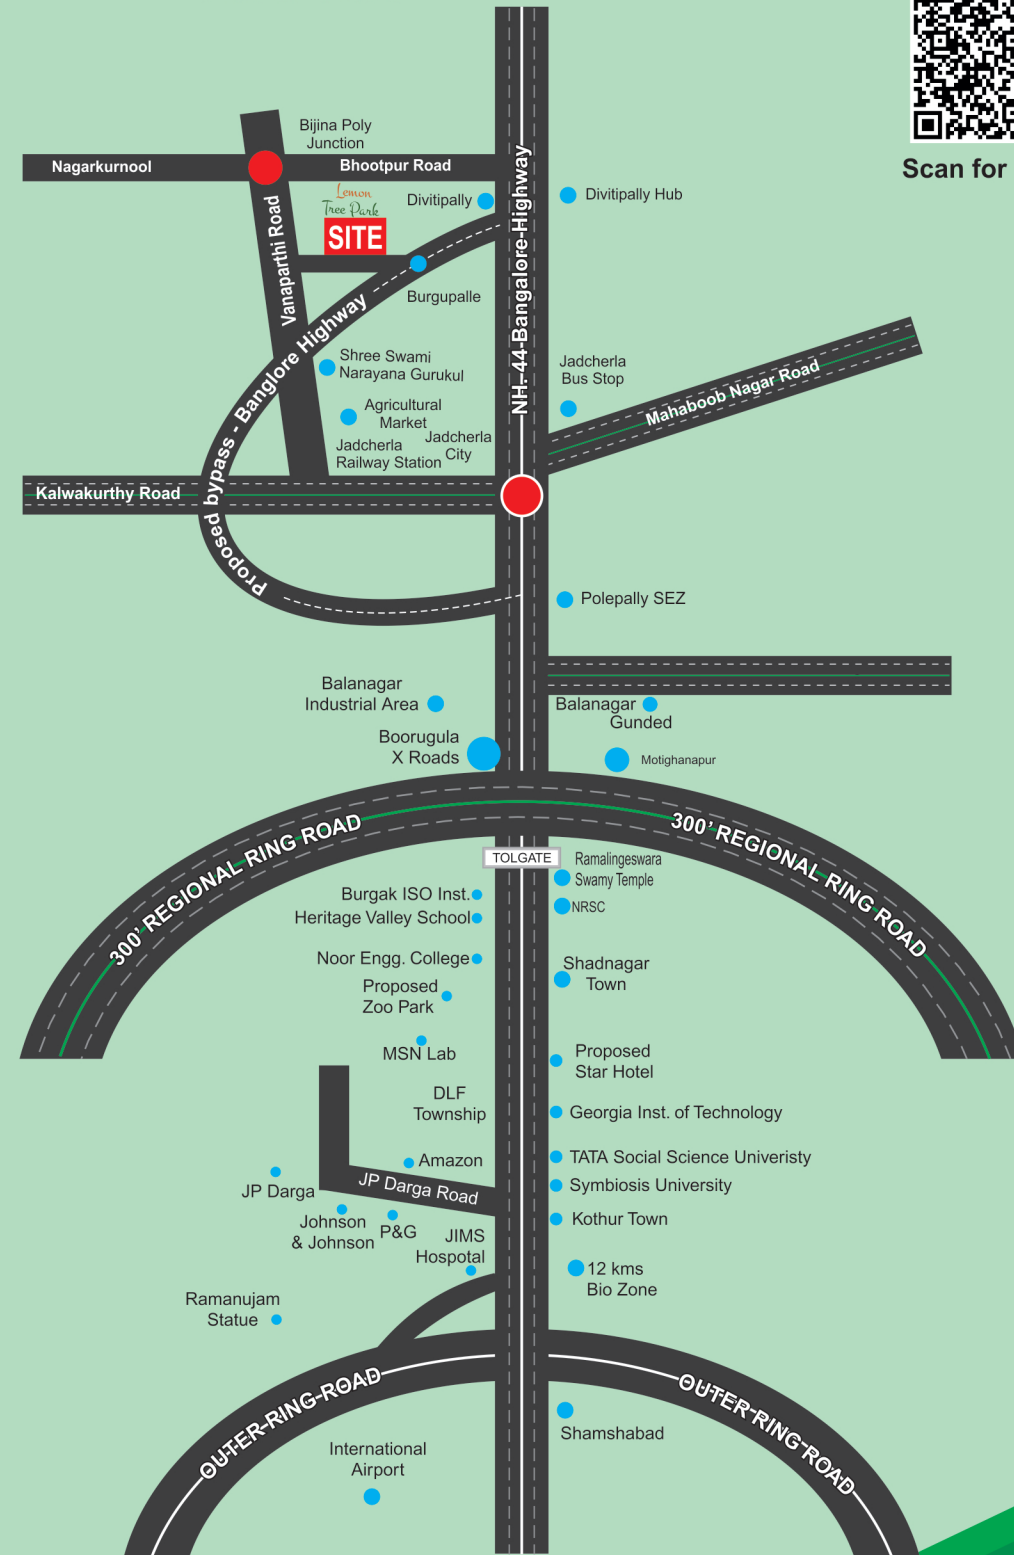 Scan for
Bijina Poly
Junction
Nagarkurnool
Bhootpur Road
Lemon
Tree Park
SITE
Divitipally
Divitipally Hub
Vanaparthi Road
NH. 44 Bangalore Highway
Burgupalle
Proposed bypass - Banglore Highway
Shree Swami
Narayana Gurukul
Jadcherla
Bus Stop
Mahaboob Nagar Road
Agricultural
Market
Jadcherla
City
Jadcherla
Railway Station
Kalwakurthy Road
Polepally SEZ
Balanagar
Industrial Area
Balanagar
Gunded
Boorugula
X Roads
Motighanapur
300' REGIONAL RING ROAD
300' REGIONAL RING ROAD
TOLGATE
Ramalingeswara
Swamy Temple
Burgak ISO Inst.
NRSC
Heritage Valley School
Noor Engg. College
Shadnagar
Town
Proposed
Zoo Park
MSN Lab
Proposed
Star Hotel
DLF
Township
Georgia Inst. of Technology
Amazon
TATA Social Science Univeristy
JP Darga
JP Darga Road
Symbiosis University
Johnson
& Johnson
P&G
Kothur Town
JIMS
Hospotal
12 kms
Bio Zone
Ramanujam
Statue
OUTER RING ROAD
OUTER RING ROAD
Shamshabad
International
Airport